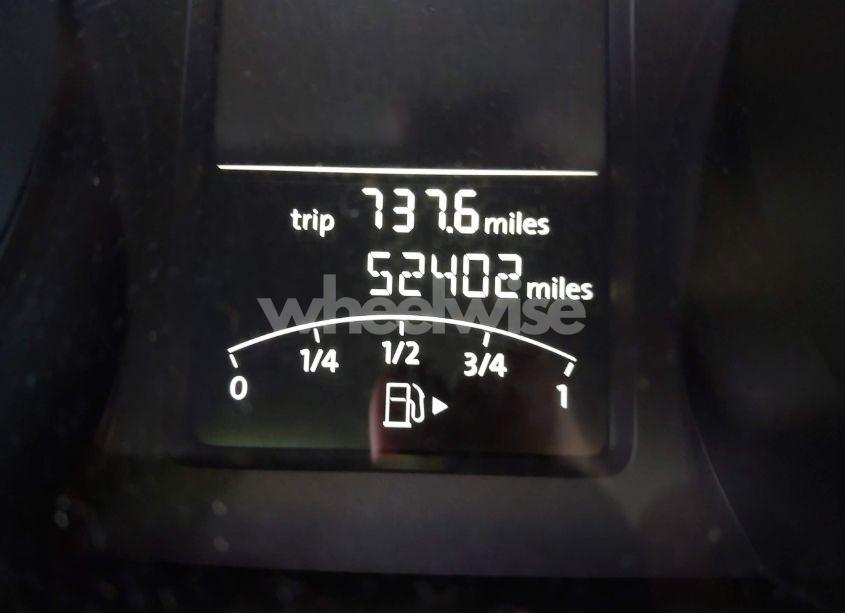 trip 737.6 miles
52402 miles
wheelwise
0 1/4 1/2 3/4 1